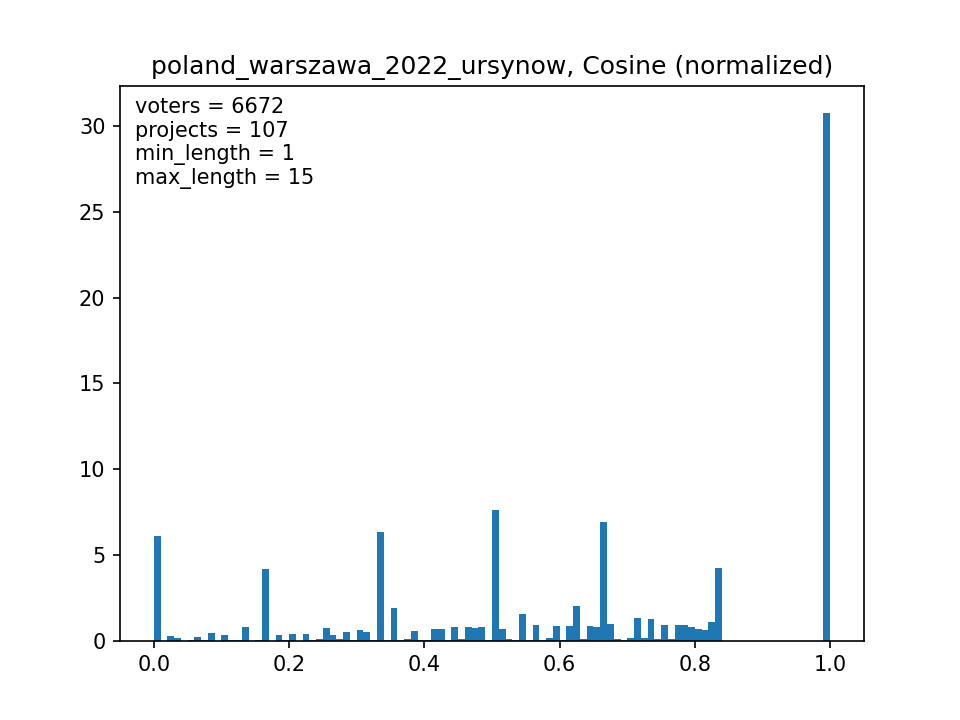 poland_warszawa_2022_ursynow, Cosine (normalized)
voters = 6672
projects = 107
min_length = 1
max_length = 15
30
25
20
15
10
5
0
0.0 0.2 0.4 0.6 0.8 1.0